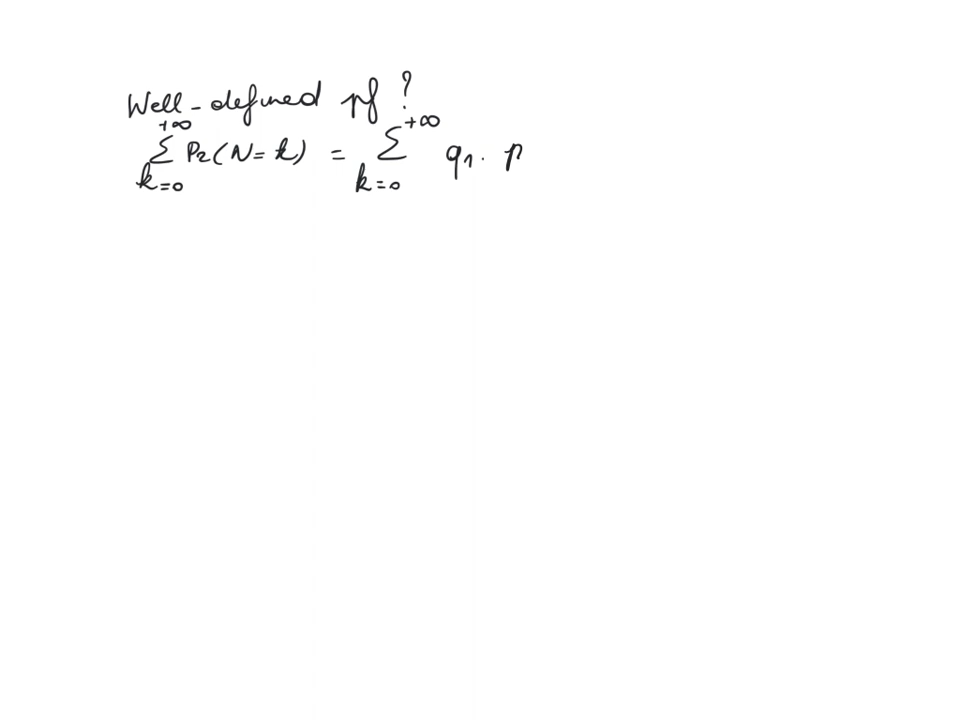 Well-defined pf?
+∞ Σ k=0 Pr(N=k) = +∞ Σ k=0 q1. p